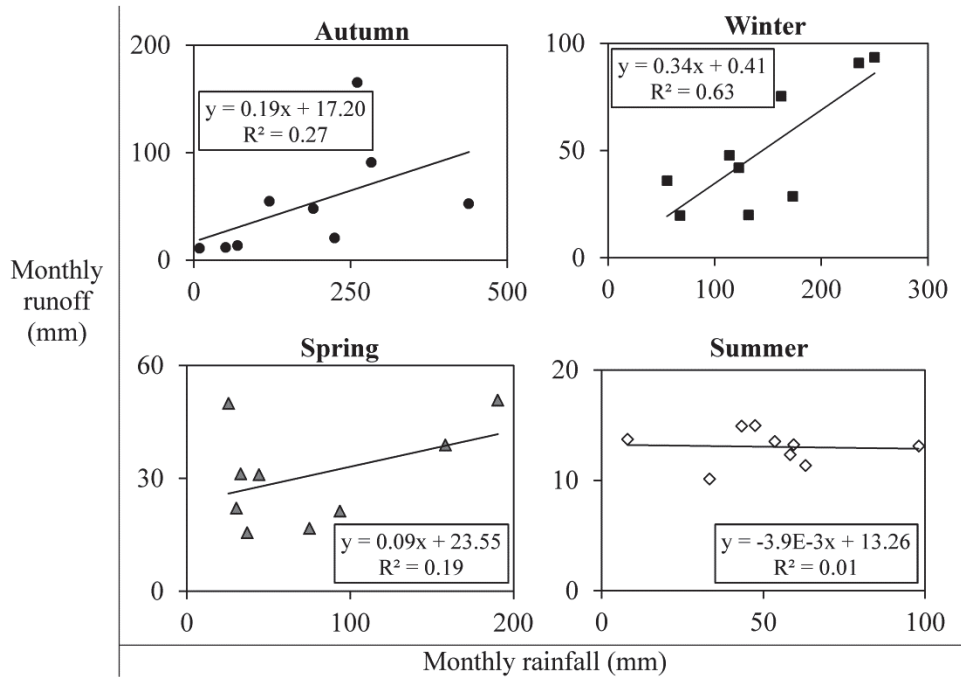 Autumn
200
100
0
0
250
500
y = 0.19x + 17.20
R² = 0.27
Winter
100
50
0
0
100
200
300
y = 0.34x + 0.41
R² = 0.63
Monthly
runoff
(mm)
Spring
60
30
0
0
100
200
y = 0.09x + 23.55
R² = 0.19
Summer
20
10
0
0
50
100
y = -3.9E-3x + 13.26
R² = 0.01
Monthly rainfall (mm)